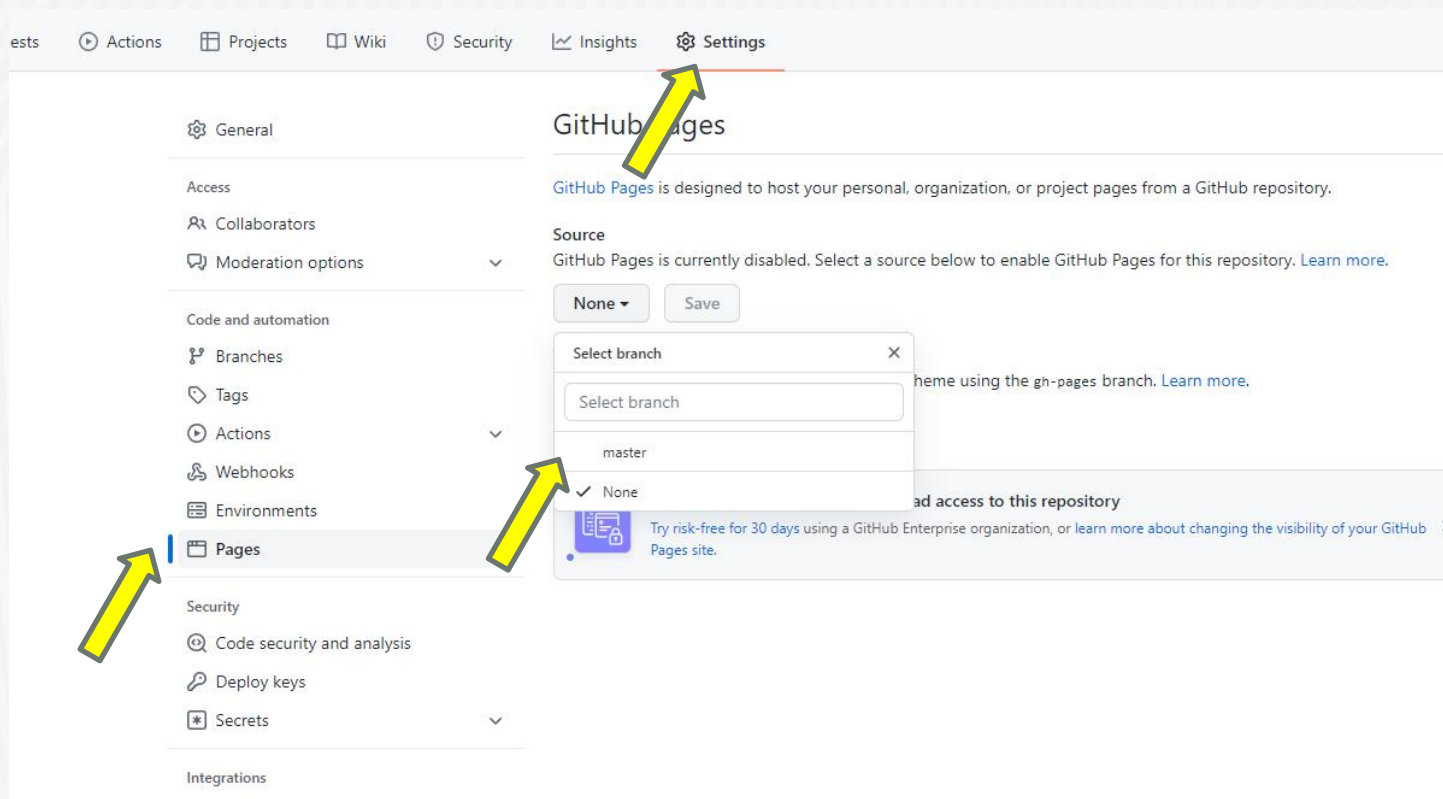 ests Actions Projects Wiki Security Insights Settings
General
Access
Collaborators
Moderation options
Code and automation
Branches
Tags
Actions
Webhooks
Environments
Pages
Security
Code security and analysis
Deploy keys
Secrets
Integrations
GitHub ages
GitHub Pages is designed to host your personal, organization, or project pages from a GitHub repository.
Source
GitHub Pages is currently disabled. Select a source below to enable GitHub Pages for this repository. Learn more.
None Save
Select branch
Select branch
master
None
heme using the gh-pages branch. Learn more.
ad access to this repository
Try risk-free for 30 days using a GitHub Enterprise organization, or learn more about changing the visibility of your GitHub
Pages site.